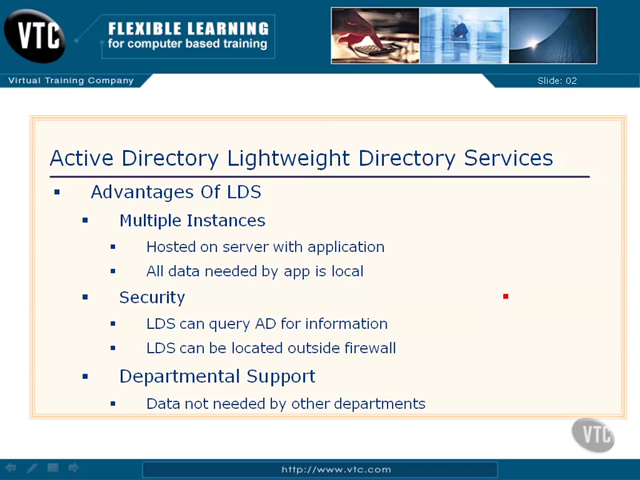 VTC
FLEXIBLE LEARNING
for computer based training
Virtual Training Company
Slide: 02
Active Directory Lightweight Directory Services
Advantages Of LDS
Multiple Instances
Hosted on server with application
All data needed by app is local
Security
LDS can query AD for information
LDS can be located outside firewall
Departmental Support
Data not needed by other departments
VTC
http://www.vtc.com